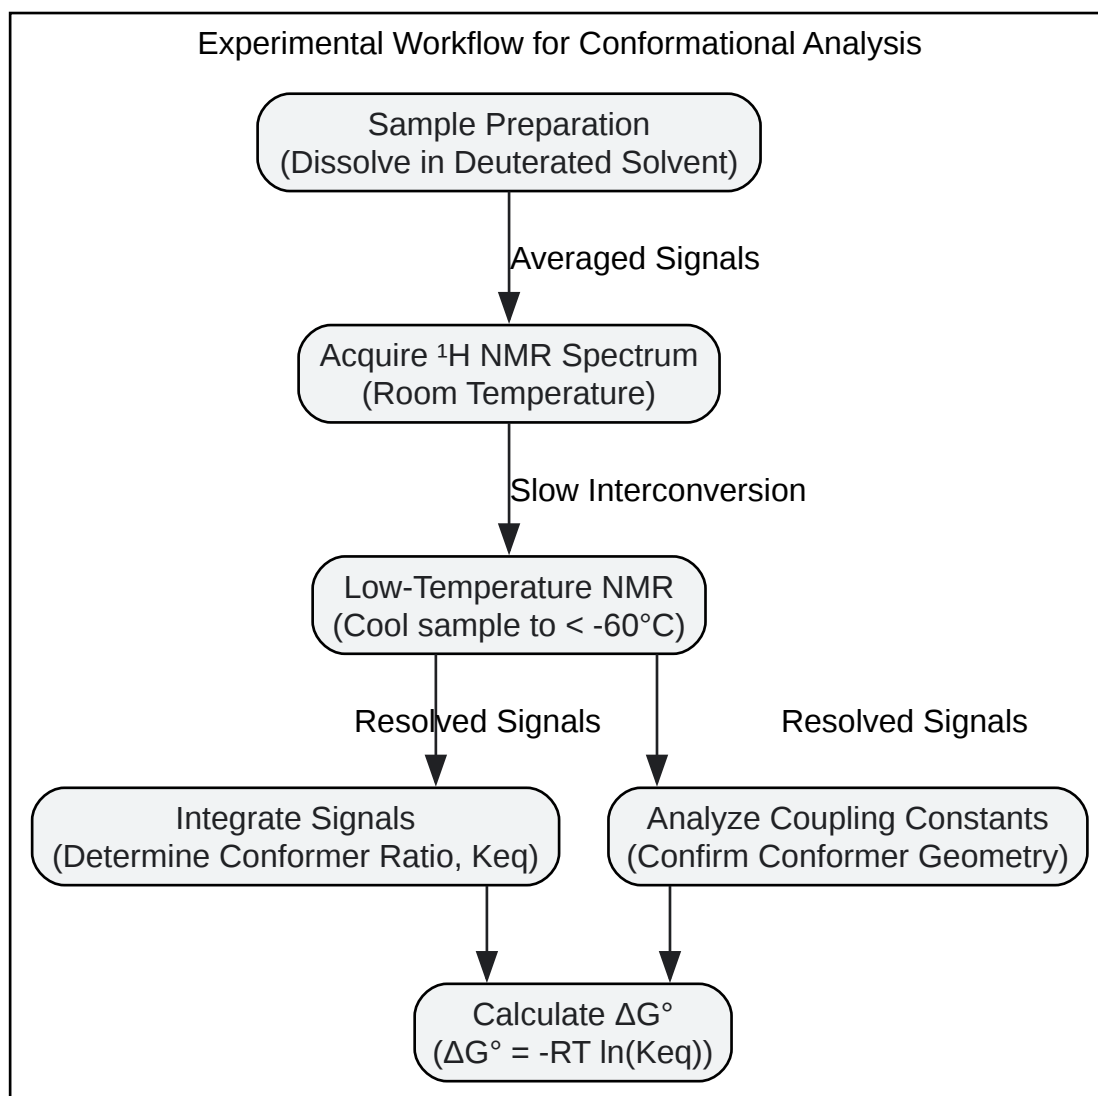 Experimental Workflow for Conformational Analysis
Sample Preparation
(Dissolve in Deuterated Solvent)
Averaged Signals
Acquire ¹H NMR Spectrum
(Room Temperature)
Slow Interconversion
Low-Temperature NMR
(Cool sample to < -60°C)
Resolved Signals
Resolved Signals
Integrate Signals
(Determine Conformer Ratio, Keq)
Analyze Coupling Constants
(Confirm Conformer Geometry)
Calculate ΔG°
(ΔG° = -RT ln(Keq))